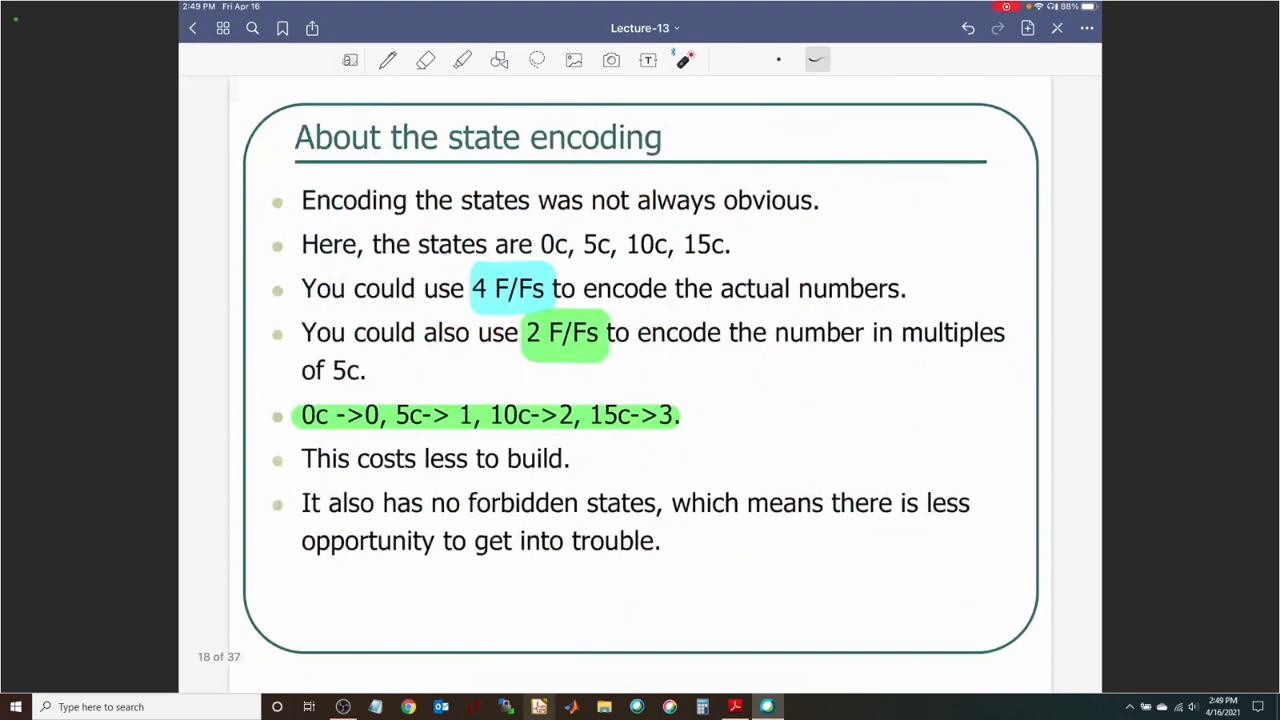 2:49 PM Fri Apr 16
88%
Lecture-13
About the state encoding
Encoding the states was not always obvious.
Here, the states are 0c, 5c, 10c, 15c.
You could use 4 F/Fs to encode the actual numbers.
You could also use 2 F/Fs to encode the number in multiples
of 5c.
0c ->0, 5c-> 1, 10c->2, 15c->3.
This costs less to build.
It also has no forbidden states, which means there is less
opportunity to get into trouble.
18 of 37
Type here to search
2:49 PM
4/16/2021